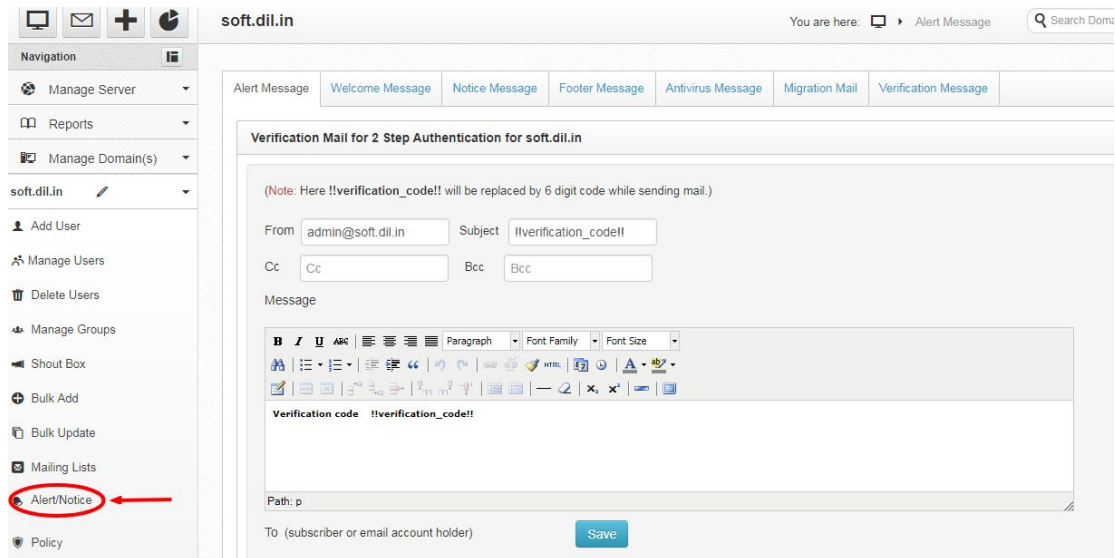 soft.dil.in You are here: Alert Message Search Doma
Navigation
Manage Server
Reports
Manage Domain(s)
soft.dil.in
Add User
Manage Users
Delete Users
Manage Groups
Shout Box
Bulk Add
Bulk Update
Mailing Lists
Alert/Notice
Policy
Alert Message Welcome Message Notice Message Footer Message Antivirus Message Migration Mail Verification Message
Verification Mail for 2 Step Authentication for soft.dil.in
(Note: Here !!verification_code!! will be replaced by 6 digit code while sending mail.)
From admin@soft.dil.in Subject !!verification_code!!
Cc Cc Bcc Bcc
Message
B I U ABC Paragraph Font Family Font Size
HTML A ab
x, x²
Verification code !!verification_code!!
Path: p
To (subscriber or email account holder) Save